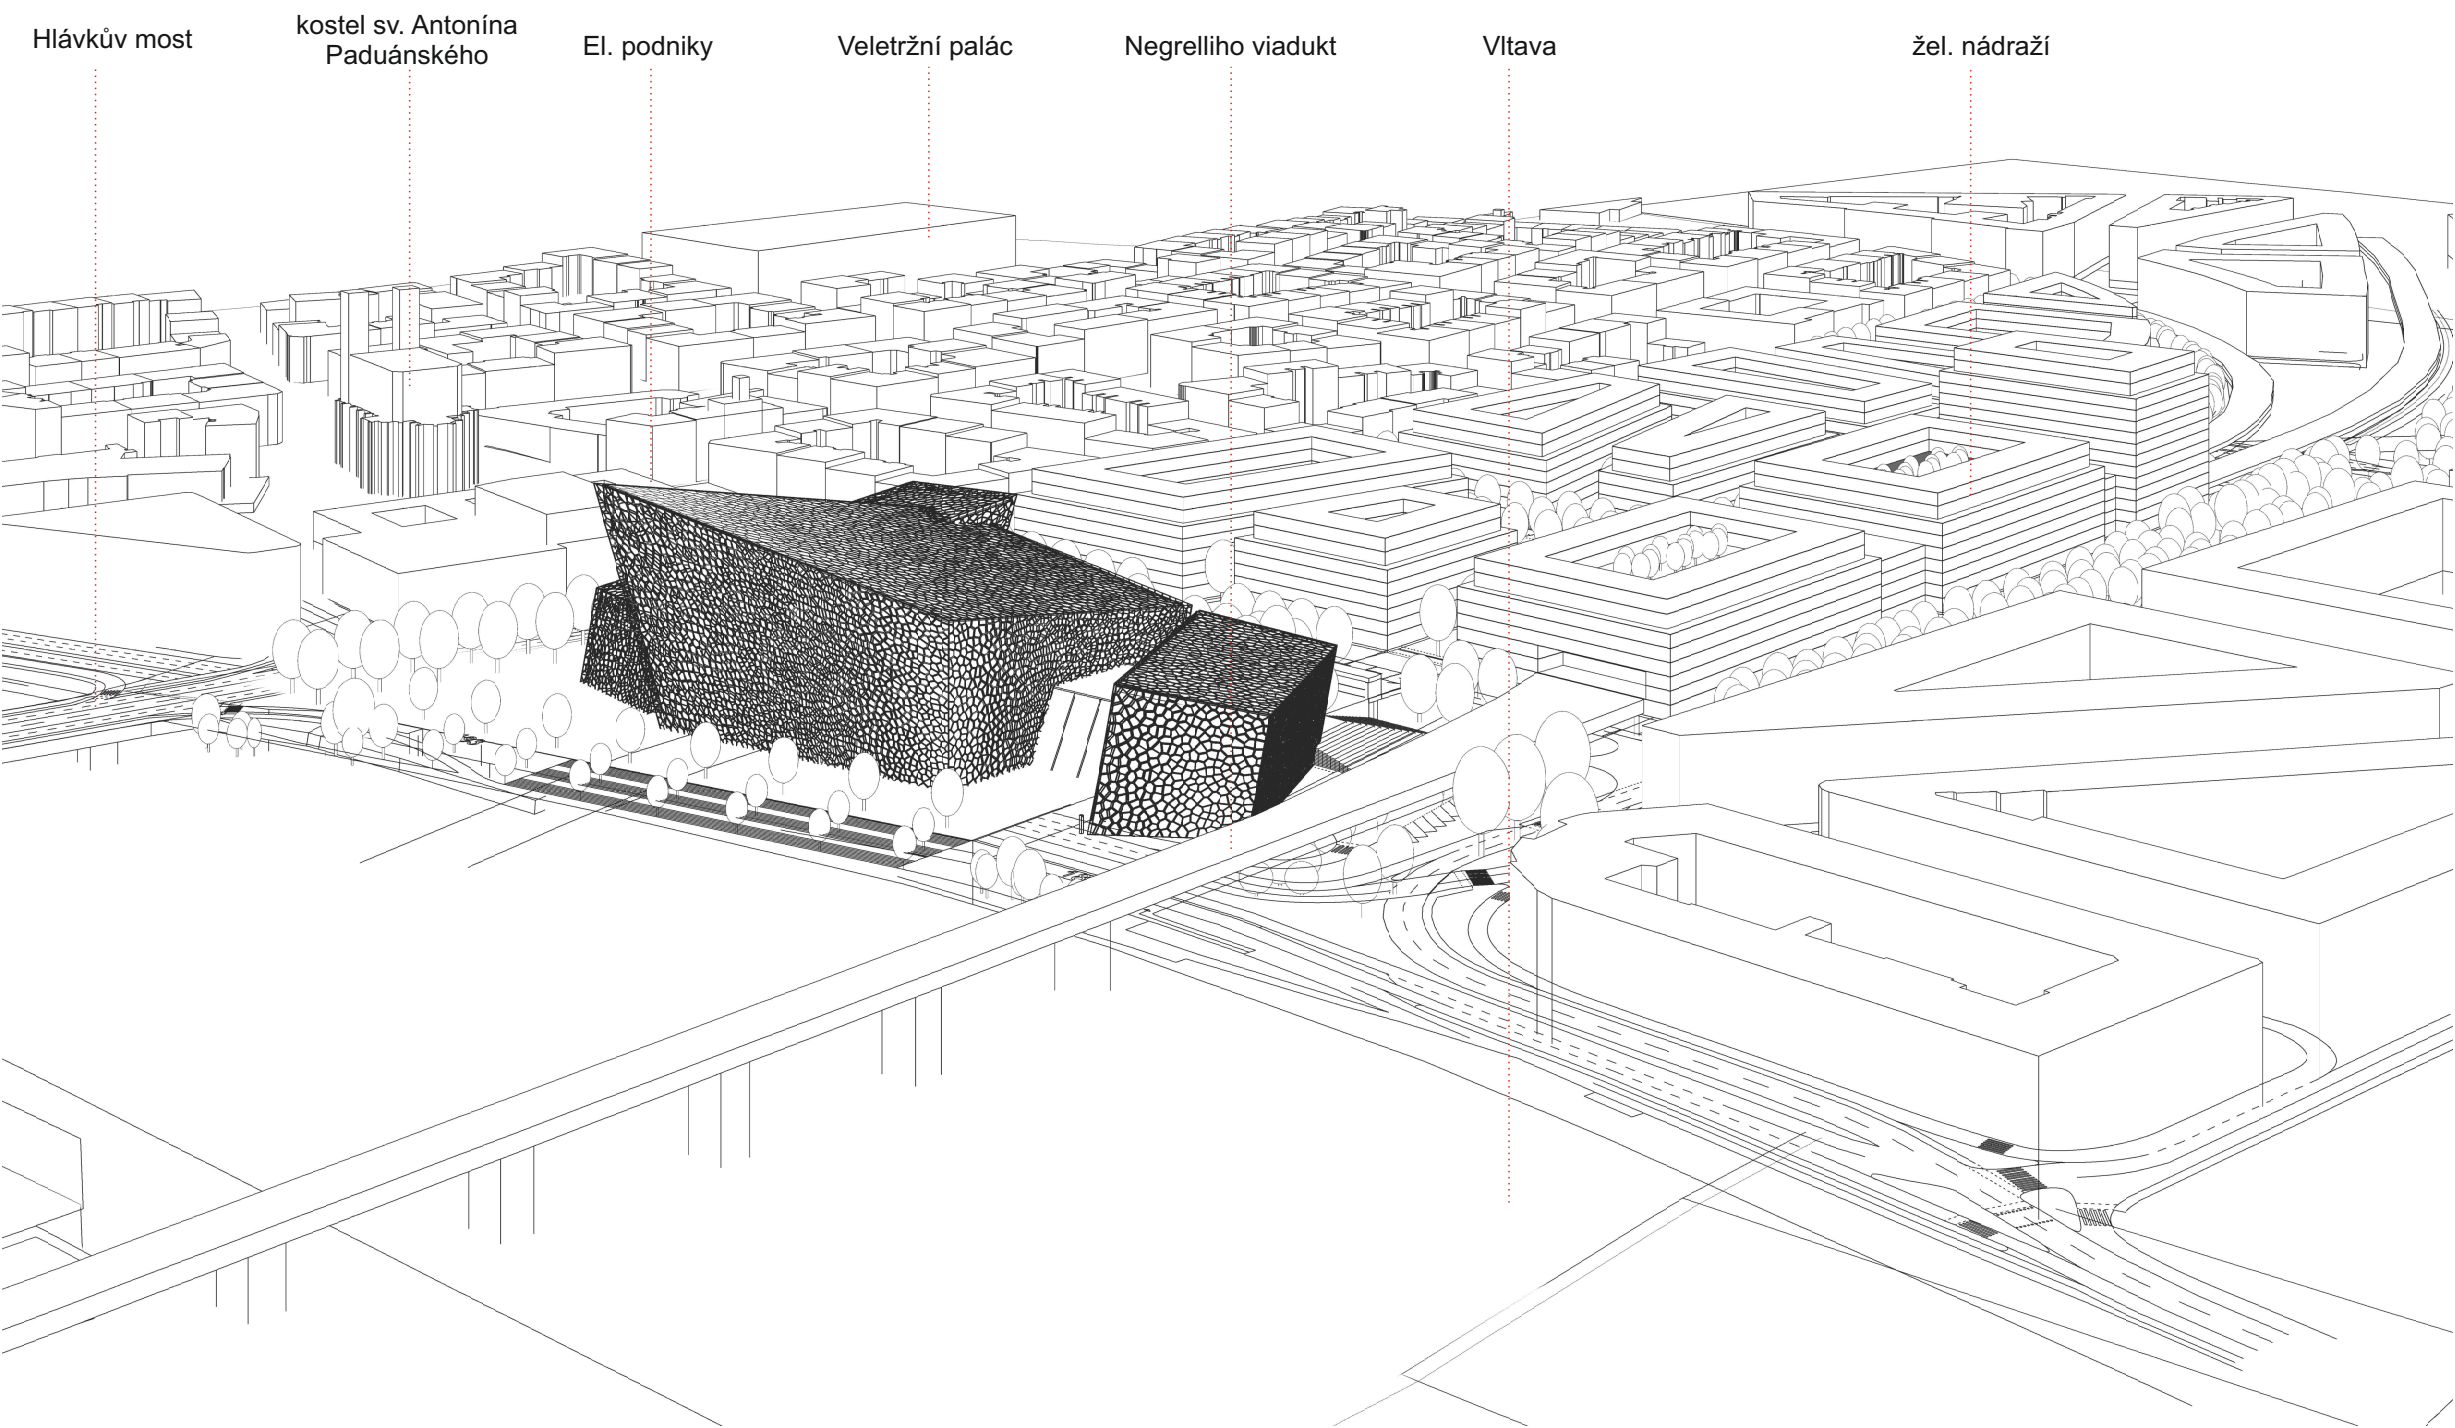 Hlávkův most
kostel sv. Antonína
Paduánského
El. podniky
Veletržní palác
Negrelliho viadukt
Vltava
žel. nádraží